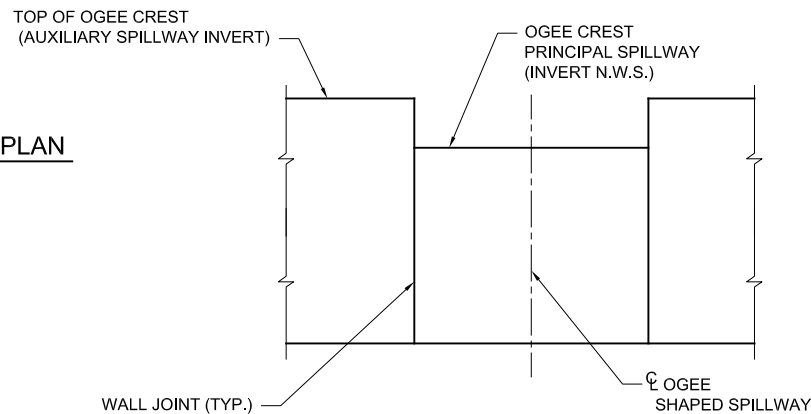 TOP OF OGEE CREST
(AUXILIARY SPILLWAY INVERT)
OGEE CREST
PRINCIPAL SPILLWAY
(INVERT N.W.S.)
PLAN
WALL JOINT (TYP.)
℄ OGEE
SHAPED SPILLWAY